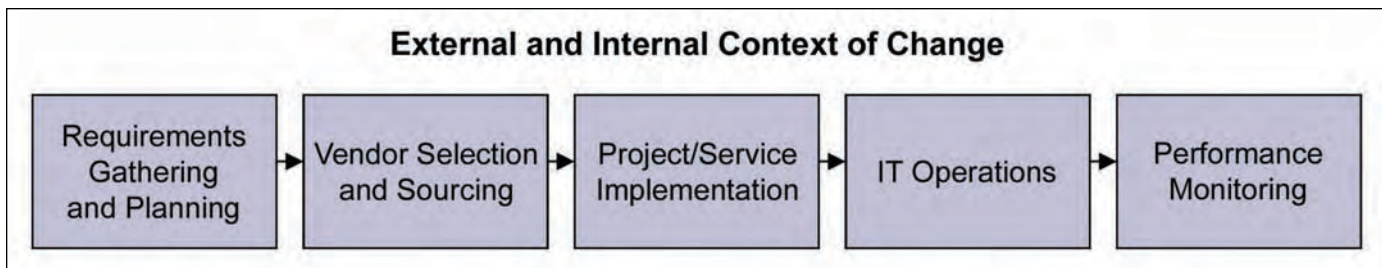 External and Internal Context of Change
Requirements
Gathering
and Planning
Vendor Selection
and Sourcing
Project/Service
Implementation
IT Operations
Performance
Monitoring